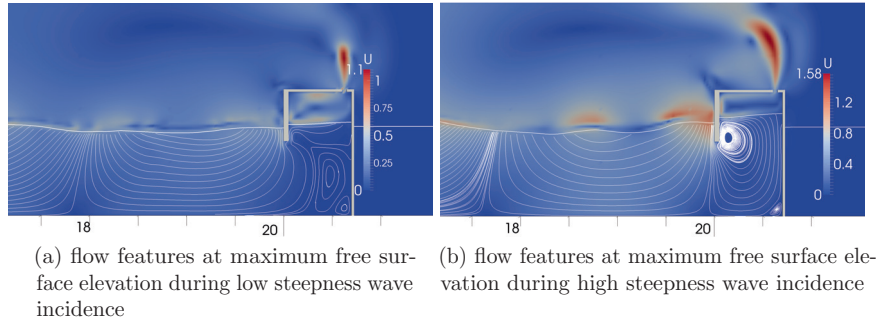 U
1.1
1
0.75
0.5
0.25
0
18
20
U
1.58
1.2
0.8
0.4
0
18
20
(a) flow features at maximum free sur-
face elevation during low steepness wave
incidence
(b) flow features at maximum free surface ele-
vation during high steepness wave incidence